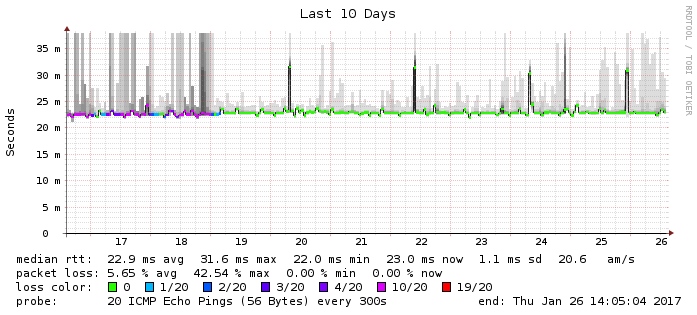 Last 10 Days
RRDTOOL / TOBI OETIKER
Seconds
35 m
30 m
25 m
20 m
15 m
10 m
5 m
0
17 18 19 20 21 22 23 24 25 26
median rtt: 22.9 ms avg 31.6 ms max 22.0 ms min 23.0 ms now 1.1 ms sd 20.6 am/s
packet loss: 5.65 % avg 42.54 % max 0.00 % min 0.00 % now
loss color: 0 1/20 2/20 3/20 4/20 10/20 19/20
probe: 20 ICMP Echo Pings (56 Bytes) every 300s end: Thu Jan 26 14:05:04 2017